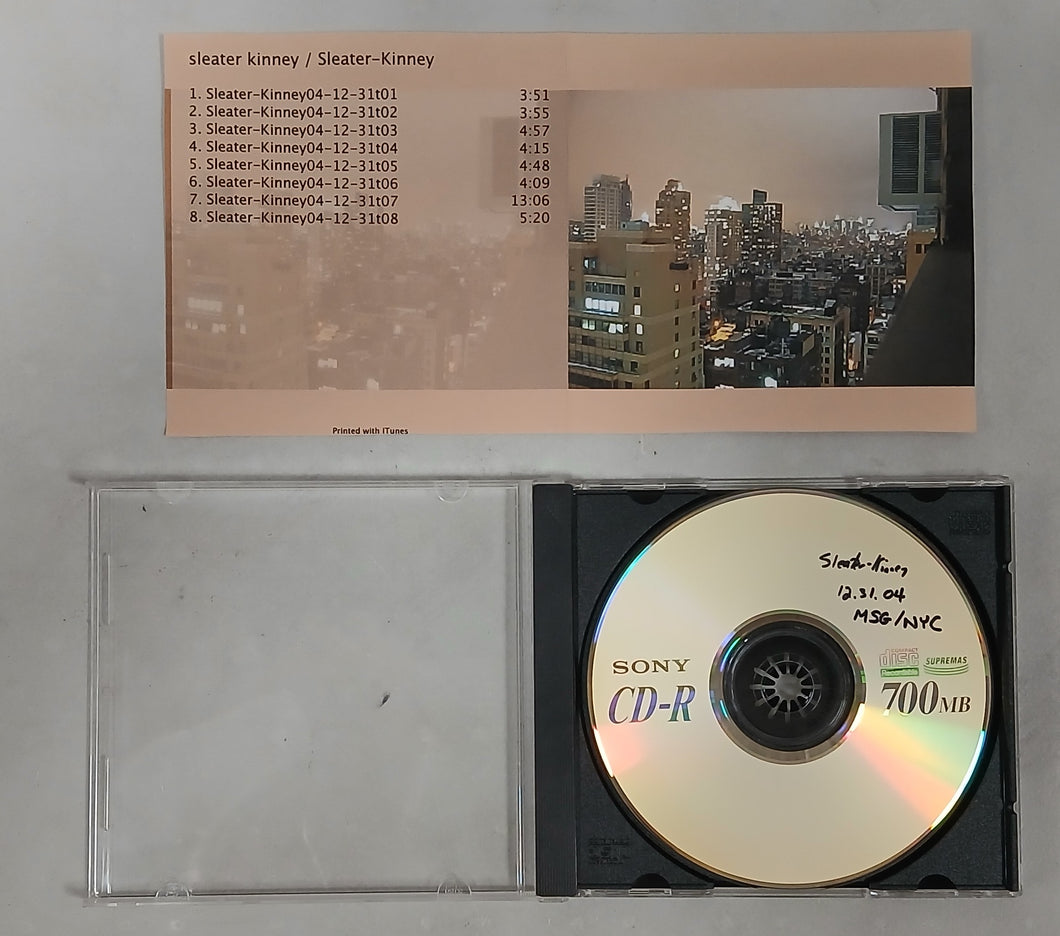 sleater kinney / Sleater-Kinney
1. Sleater-Kinney04-12-31t01 3:51
2. Sleater-Kinney04-12-31t02 3:55
3. Sleater-Kinney04-12-31t03 4:57
4. Sleater-Kinney04-12-31t04 4:15
5. Sleater-Kinney04-12-31t05 4:48
6. Sleater-Kinney04-12-31t06 4:09
7. Sleater-Kinney04-12-31t07 13:06
8. Sleater-Kinney04-12-31t08 5:20
Printed with iTunes
Sleater-Kinney
12.31.04
MSG/NYC
SONY
CD-R
COMPACT
disc
Recordable
SUPREMAS
700MB